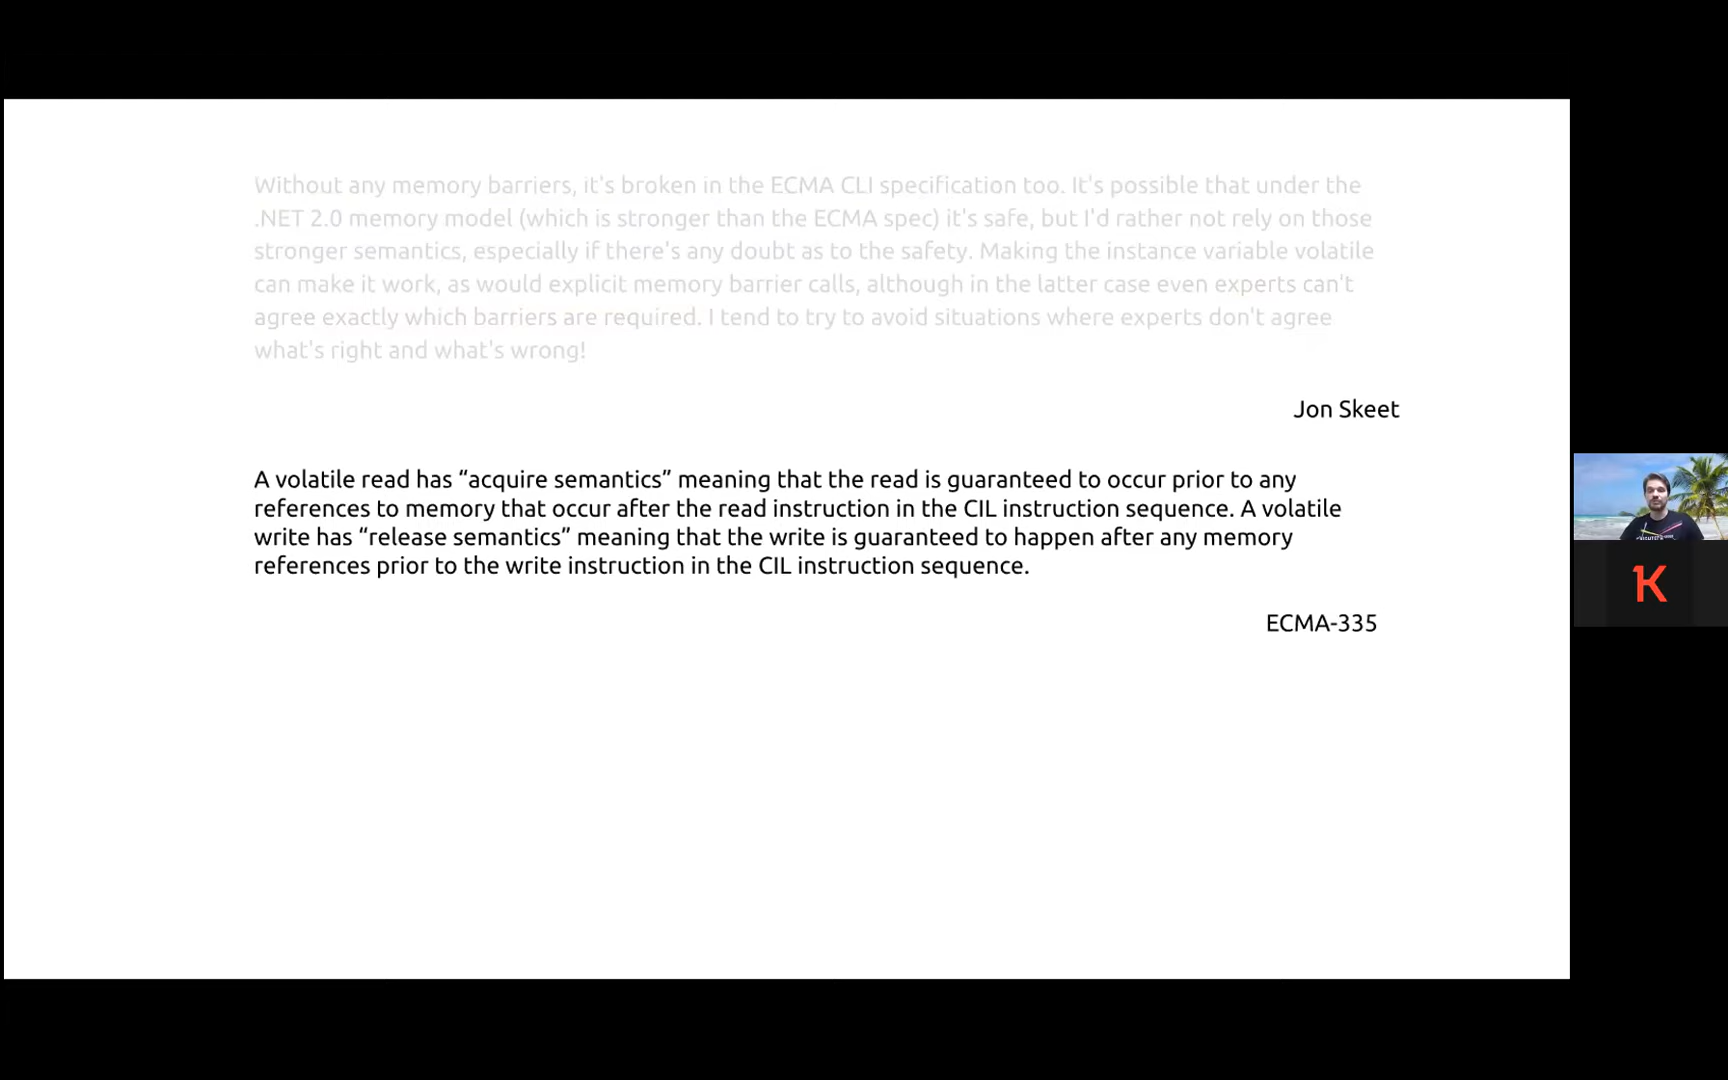 Without any memory barriers, it's broken in the ECMA CLI specification too. It's possible that under the
.NET 2.0 memory model (which is stronger than the ECMA spec) it's safe, but I'd rather not rely on those
stronger semantics, especially if there's any doubt as to the safety. Making the instance variable volatile
can make it work, as would explicit memory barrier calls, although in the latter case even experts can't
agree exactly which barriers are required. I tend to try to avoid situations where experts don't agree
what's right and what's wrong!
Jon Skeet
A volatile read has “acquire semantics” meaning that the read is guaranteed to occur prior to any
references to memory that occur after the read instruction in the CIL instruction sequence. A volatile
write has “release semantics” meaning that the write is guaranteed to happen after any memory
references prior to the write instruction in the CIL instruction sequence.
ECMA-335
K